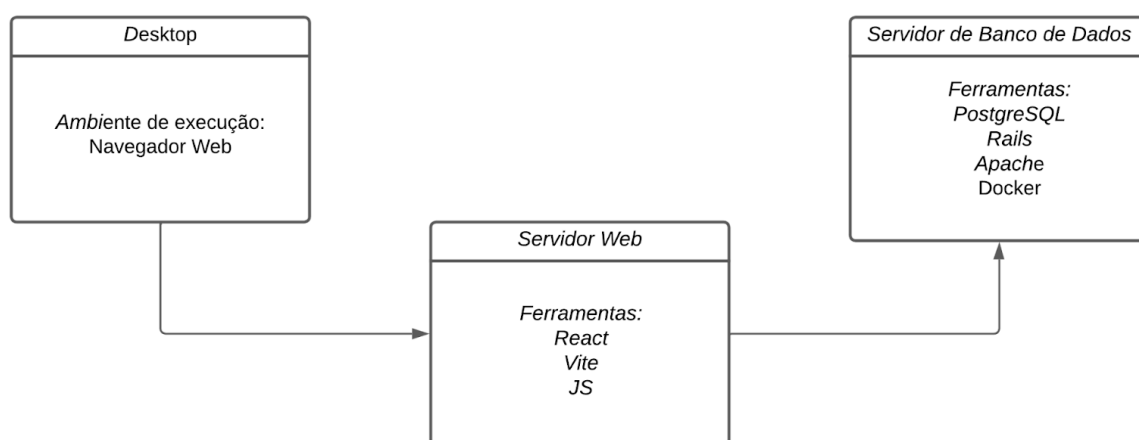 Desktop
Ambiente de execução:
Navegador Web
Servidor Web
Ferramentas:
React
Vite
JS
Servidor de Banco de Dados
Ferramentas:
PostgreSQL
Rails
Apache
Docker